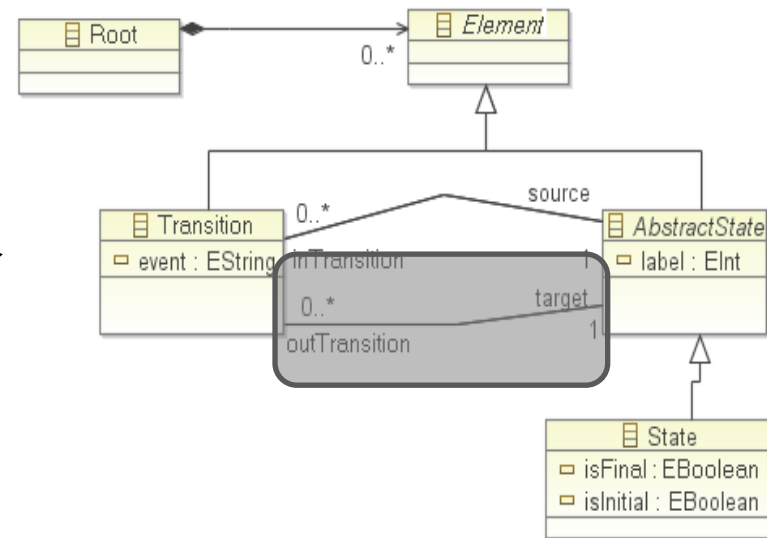 Root
Element
0..*
source
0..*
Transition
AbstractState
event : EString
inTransition
1
label : EInt
0..*
target
1
outTransition
State
isFinal : EBoolean
isInitial : EBoolean